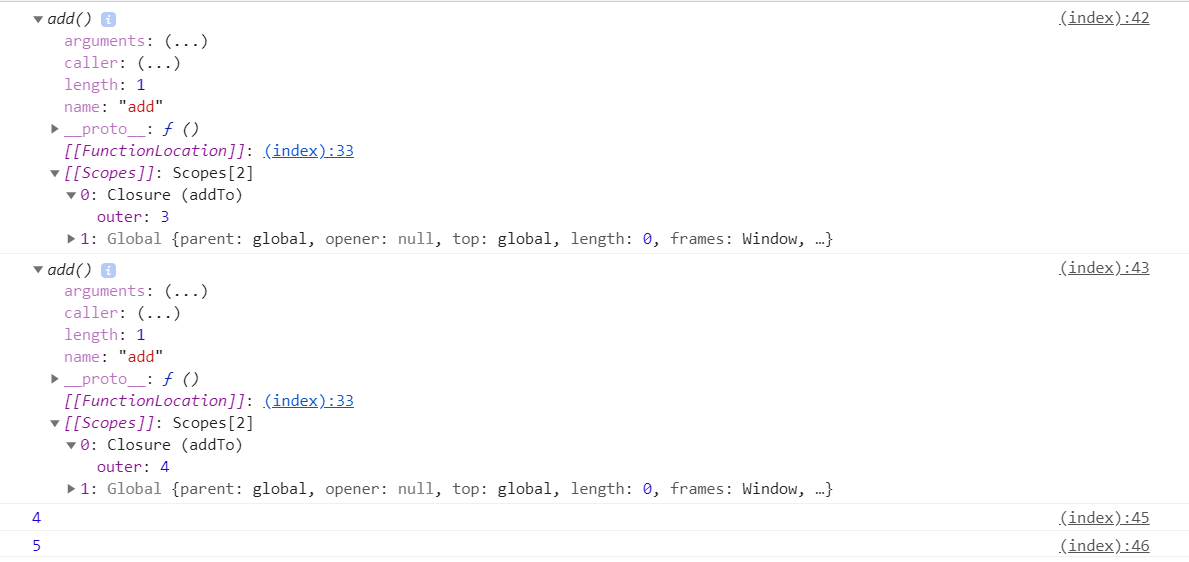 ▼ add() i (index):42
arguments: (...)
caller: (...)
length: 1
name: "add"
▶ __proto__: ƒ ()
[[FunctionLocation]]: (index):33
▼ [[Scopes]]: Scopes[2]
▼ 0: Closure (addTo)
outer: 3
▶ 1: Global {parent: global, opener: null, top: global, length: 0, frames: Window, …}
▼ add() i (index):43
arguments: (...)
caller: (...)
length: 1
name: "add"
▶ __proto__: ƒ ()
[[FunctionLocation]]: (index):33
▼ [[Scopes]]: Scopes[2]
▼ 0: Closure (addTo)
outer: 4
▶ 1: Global {parent: global, opener: null, top: global, length: 0, frames: Window, …}
4 (index):45
5 (index):46